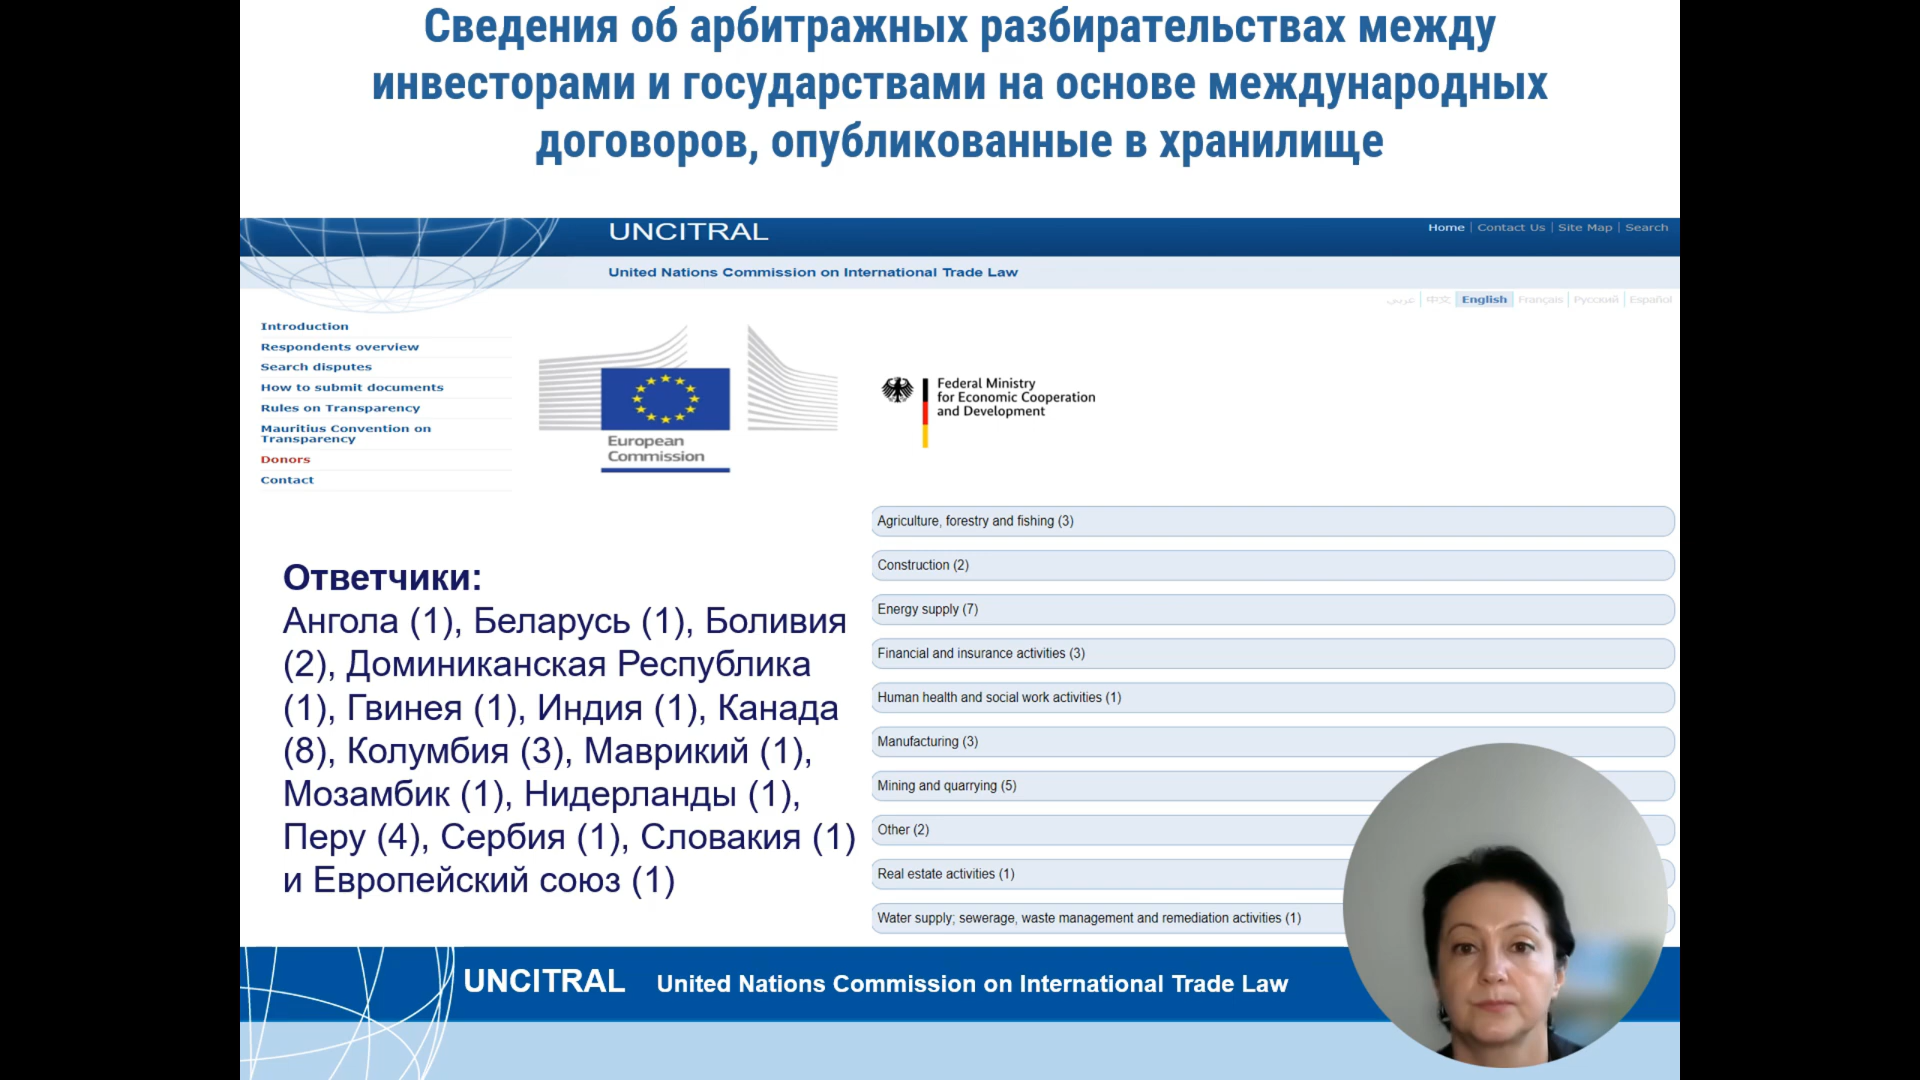 Сведения об арбитражных разбирательствах между
инвесторами и государствами на основе международных
договоров, опубликованные в хранилище
UNCITRAL
Home | Contact Us | Site Map | Search
United Nations Commission on International Trade Law
عربي | 中文 | English | Français | Русский | Español
Introduction
Respondents overview
Search disputes
How to submit documents
Rules on Transparency
Mauritius Convention on
Transparency
Donors
Contact
European
Commission
Federal Ministry
for Economic Cooperation
and Development
Ответчики:
Ангола (1), Беларусь (1), Боливия
(2), Доминиканская Республика
(1), Гвинея (1), Индия (1), Канада
(8), Колумбия (3), Маврикий (1),
Мозамбик (1), Нидерланды (1),
Перу (4), Сербия (1), Словакия (1)
и Европейский союз (1)
Agriculture, forestry and fishing (3)
Construction (2)
Energy supply (7)
Financial and insurance activities (3)
Human health and social work activities (1)
Manufacturing (3)
Mining and quarrying (5)
Other (2)
Real estate activities (1)
Water supply; sewerage, waste management and remediation activities (1)
UNCITRAL United Nations Commission on International Trade Law